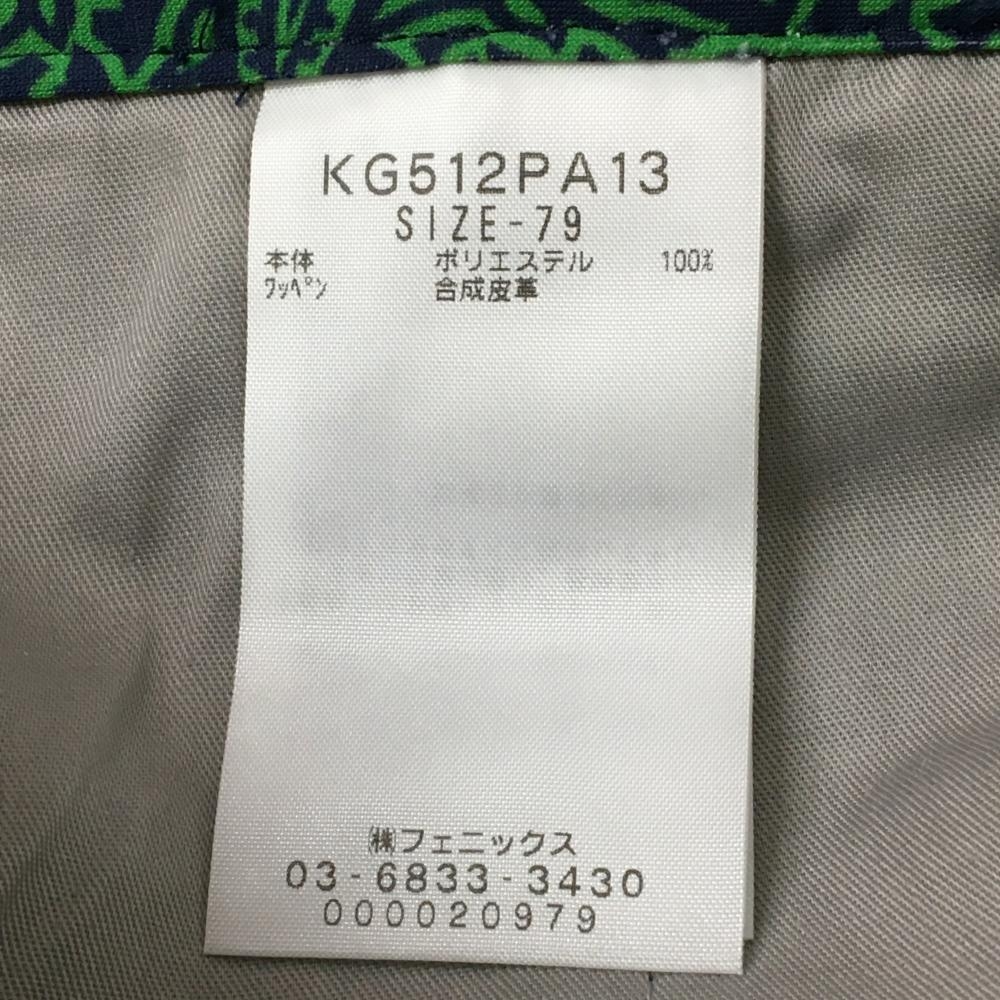 KG512PA13
SIZE-79
本体 ポリエステル 100%
ワッペン 合成皮革
㈱フェニックス
03-6833-3430
000020979